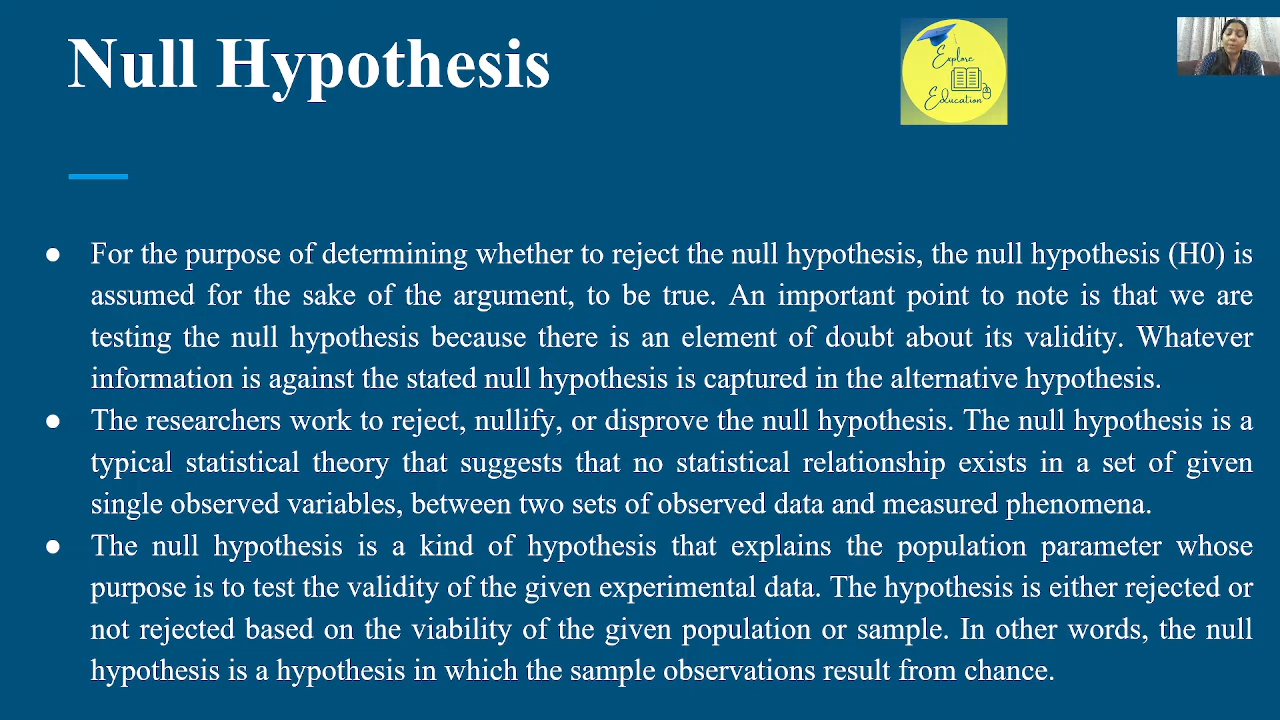 Null Hypothesis
Explore
Education
● For the purpose of determining whether to reject the null hypothesis, the null hypothesis (H0) is
assumed for the sake of the argument, to be true. An important point to note is that we are
testing the null hypothesis because there is an element of doubt about its validity. Whatever
information is against the stated null hypothesis is captured in the alternative hypothesis.
● The researchers work to reject, nullify, or disprove the null hypothesis. The null hypothesis is a
typical statistical theory that suggests that no statistical relationship exists in a set of given
single observed variables, between two sets of observed data and measured phenomena.
● The null hypothesis is a kind of hypothesis that explains the population parameter whose
purpose is to test the validity of the given experimental data. The hypothesis is either rejected or
not rejected based on the viability of the given population or sample. In other words, the null
hypothesis is a hypothesis in which the sample observations result from chance.